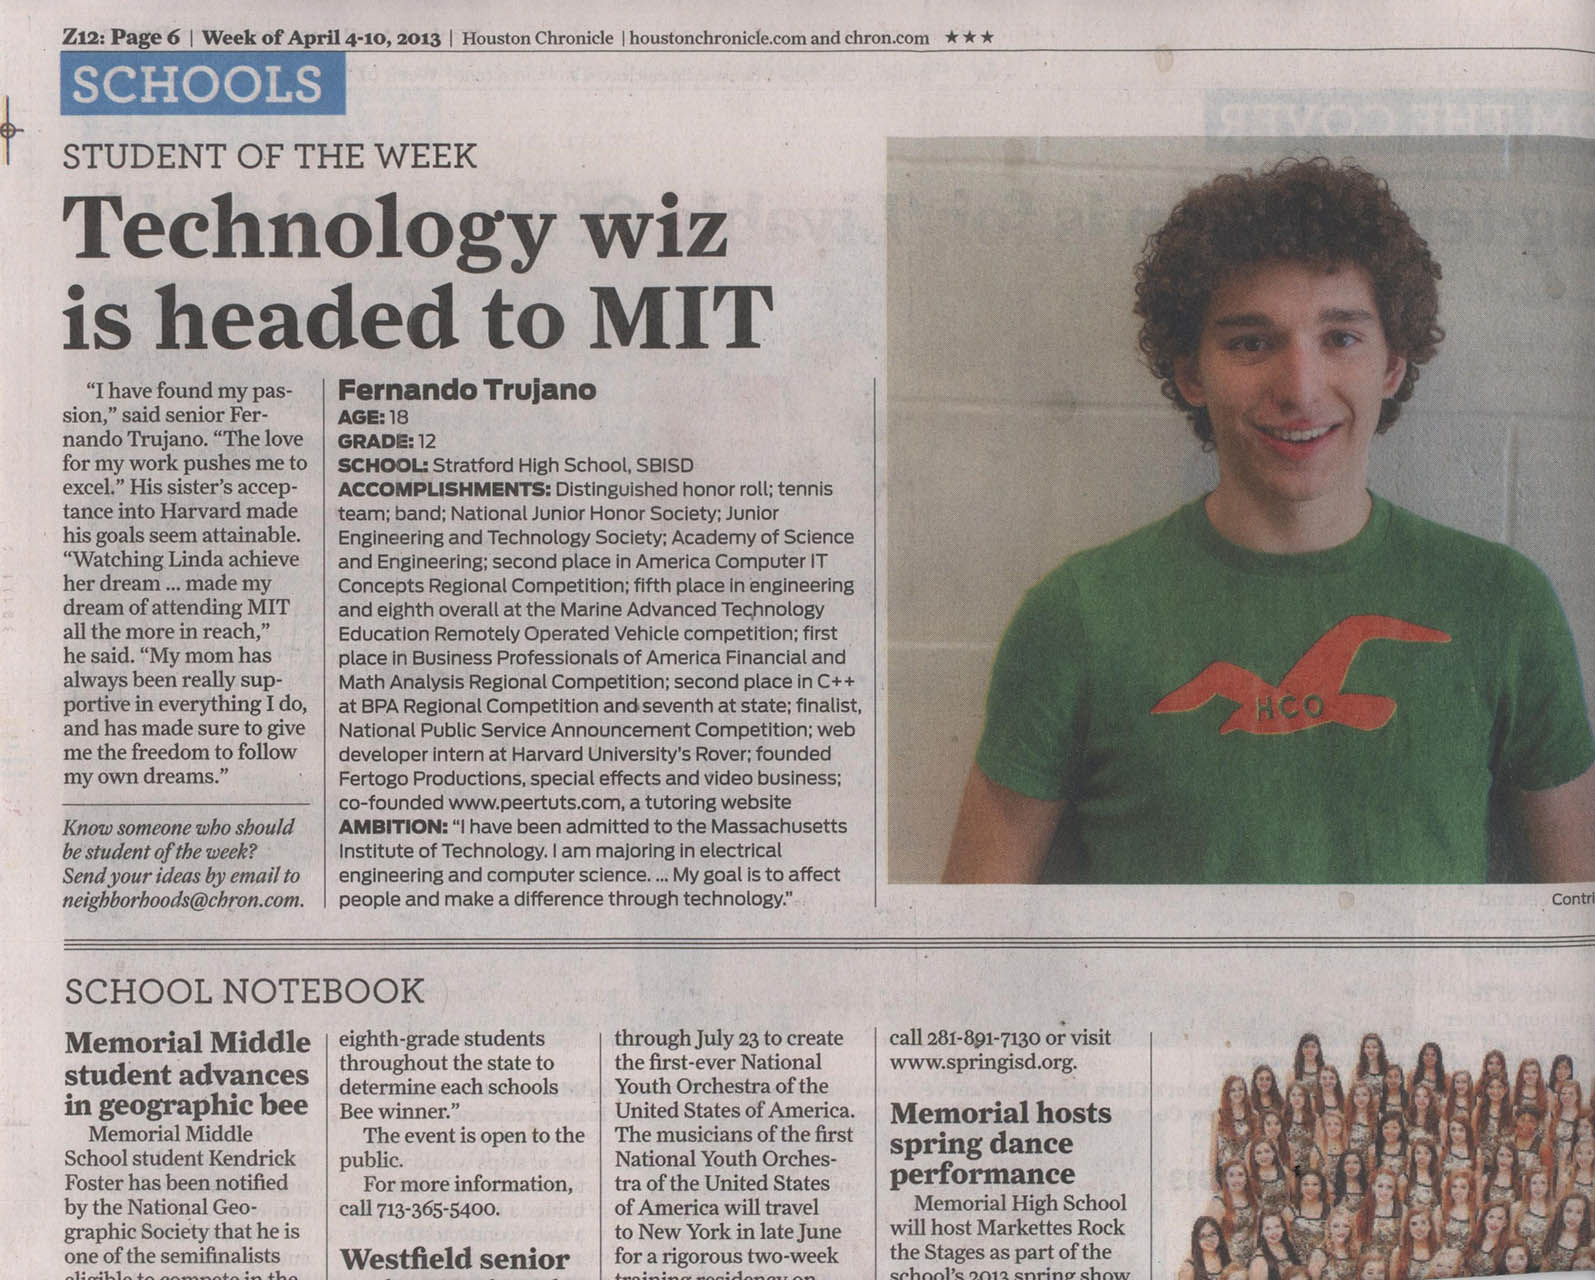 Z12: Page 6 | Week of April 4-10, 2013 | Houston Chronicle | houstonchronicle.com and chron.com ★★★
SCHOOLS
STUDENT OF THE WEEK
Technology wiz
is headed to MIT
“I have found my pas-
sion,” said senior Fer-
nando Trujano. “The love
for my work pushes me to
excel.” His sister’s accep-
tance into Harvard made
his goals seem attainable.
“Watching Linda achieve
her dream ... made my
dream of attending MIT
all the more in reach,”
he said. “My mom has
always been really sup-
portive in everything I do,
and has made sure to give
me the freedom to follow
my own dreams.”
Know someone who should
be student of the week?
Send your ideas by email to
neighborhoods@chron.com.
Fernando Trujano
AGE: 18
GRADE: 12
SCHOOL: Stratford High School, SBISD
ACCOMPLISHMENTS: Distinguished honor roll; tennis
team; band; National Junior Honor Society; Junior
Engineering and Technology Society; Academy of Science
and Engineering; second place in America Computer IT
Concepts Regional Competition; fifth place in engineering
and eighth overall at the Marine Advanced Technology
Education Remotely Operated Vehicle competition; first
place in Business Professionals of America Financial and
Math Analysis Regional Competition; second place in C++
at BPA Regional Competition and seventh at state; finalist,
National Public Service Announcement Competition; web
developer intern at Harvard University’s Rover; founded
Fertogo Productions, special effects and video business;
co-founded www.peertuts.com, a tutoring website
AMBITION: “I have been admitted to the Massachusetts
Institute of Technology. I am majoring in electrical
engineering and computer science. ... My goal is to affect
people and make a difference through technology.”
HCO
Contri
SCHOOL NOTEBOOK
Memorial Middle
student advances
in geographic bee
Memorial Middle
School student Kendrick
Foster has been notified
by the National Geo-
graphic Society that he is
one of the semifinalists
eligible to compete in the
eighth-grade students
throughout the state to
determine each schools
Bee winner.”
The event is open to the
public.
For more information,
call 713-365-5400.
Westfield senior
through July 23 to create
the first-ever National
Youth Orchestra of the
United States of America.
The musicians of the first
National Youth Orches-
tra of the United States
of America will travel
to New York in late June
for a rigorous two-week
training residency on
call 281-891-7130 or visit
www.springisd.org.
Memorial hosts
spring dance
performance
Memorial High School
will host Markettes Rock
the Stages as part of the
school’s 2013 spring show